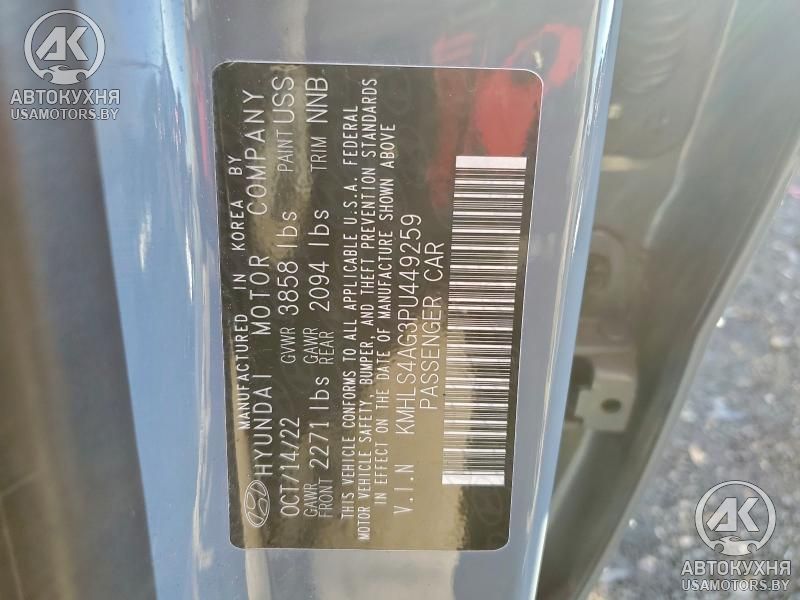 AK
АВТОКУХНЯ
USAMOTORS.BY
MANUFACTURED IN KOREA BY
HYUNDAI MOTOR COMPANY
OCT/14/22 GVWR 3858 lbs PAINT USS
GAWR FRONT 2271 lbs GAWR REAR 2094 lbs TRIM NNB
THIS VEHICLE CONFORMS TO ALL APPLICABLE U.S.A. FEDERAL
MOTOR VEHICLE SAFETY, BUMPER, AND THEFT PREVENTION STANDARDS
IN EFFECT ON THE DATE OF MANUFACTURE SHOWN ABOVE
V.I.N KMHLS4AG3PU449259
PASSENGER CAR
AK
АВТОКУХНЯ
USAMOTORS.BY